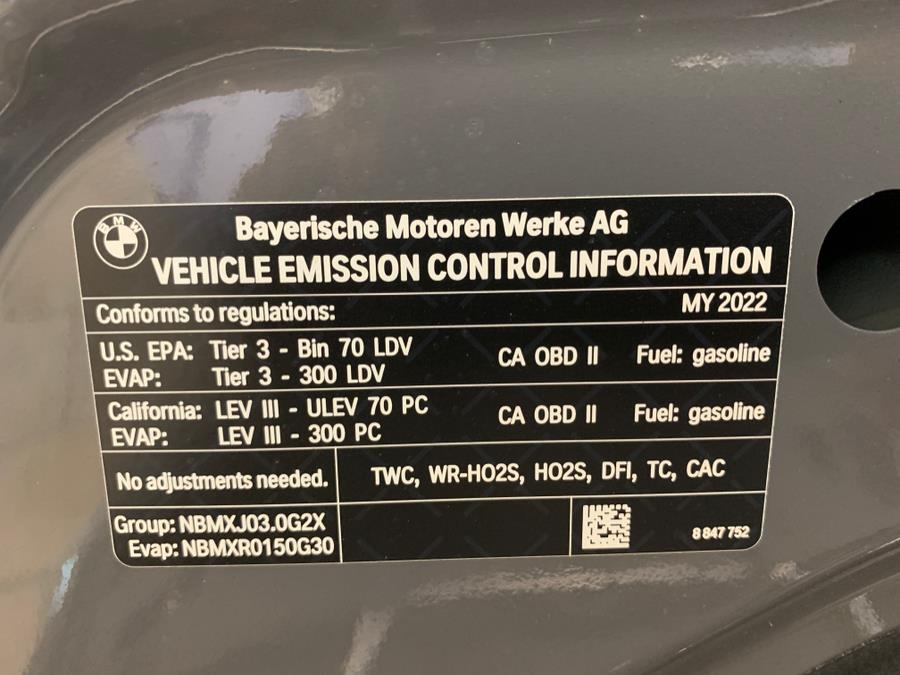 BMW
Bayerische Motoren Werke AG
VEHICLE EMISSION CONTROL INFORMATION
Conforms to regulations: MY 2022
U.S. EPA: Tier 3 - Bin 70 LDV CA OBD II Fuel: gasoline
EVAP: Tier 3 - 300 LDV
California: LEV III - ULEV 70 PC CA OBD II Fuel: gasoline
EVAP: LEV III - 300 PC
No adjustments needed. TWC, WR-HO2S, HO2S, DFI, TC, CAC
Group: NBMXJ03.0G2X
Evap: NBMXR0150G30
8 847 752